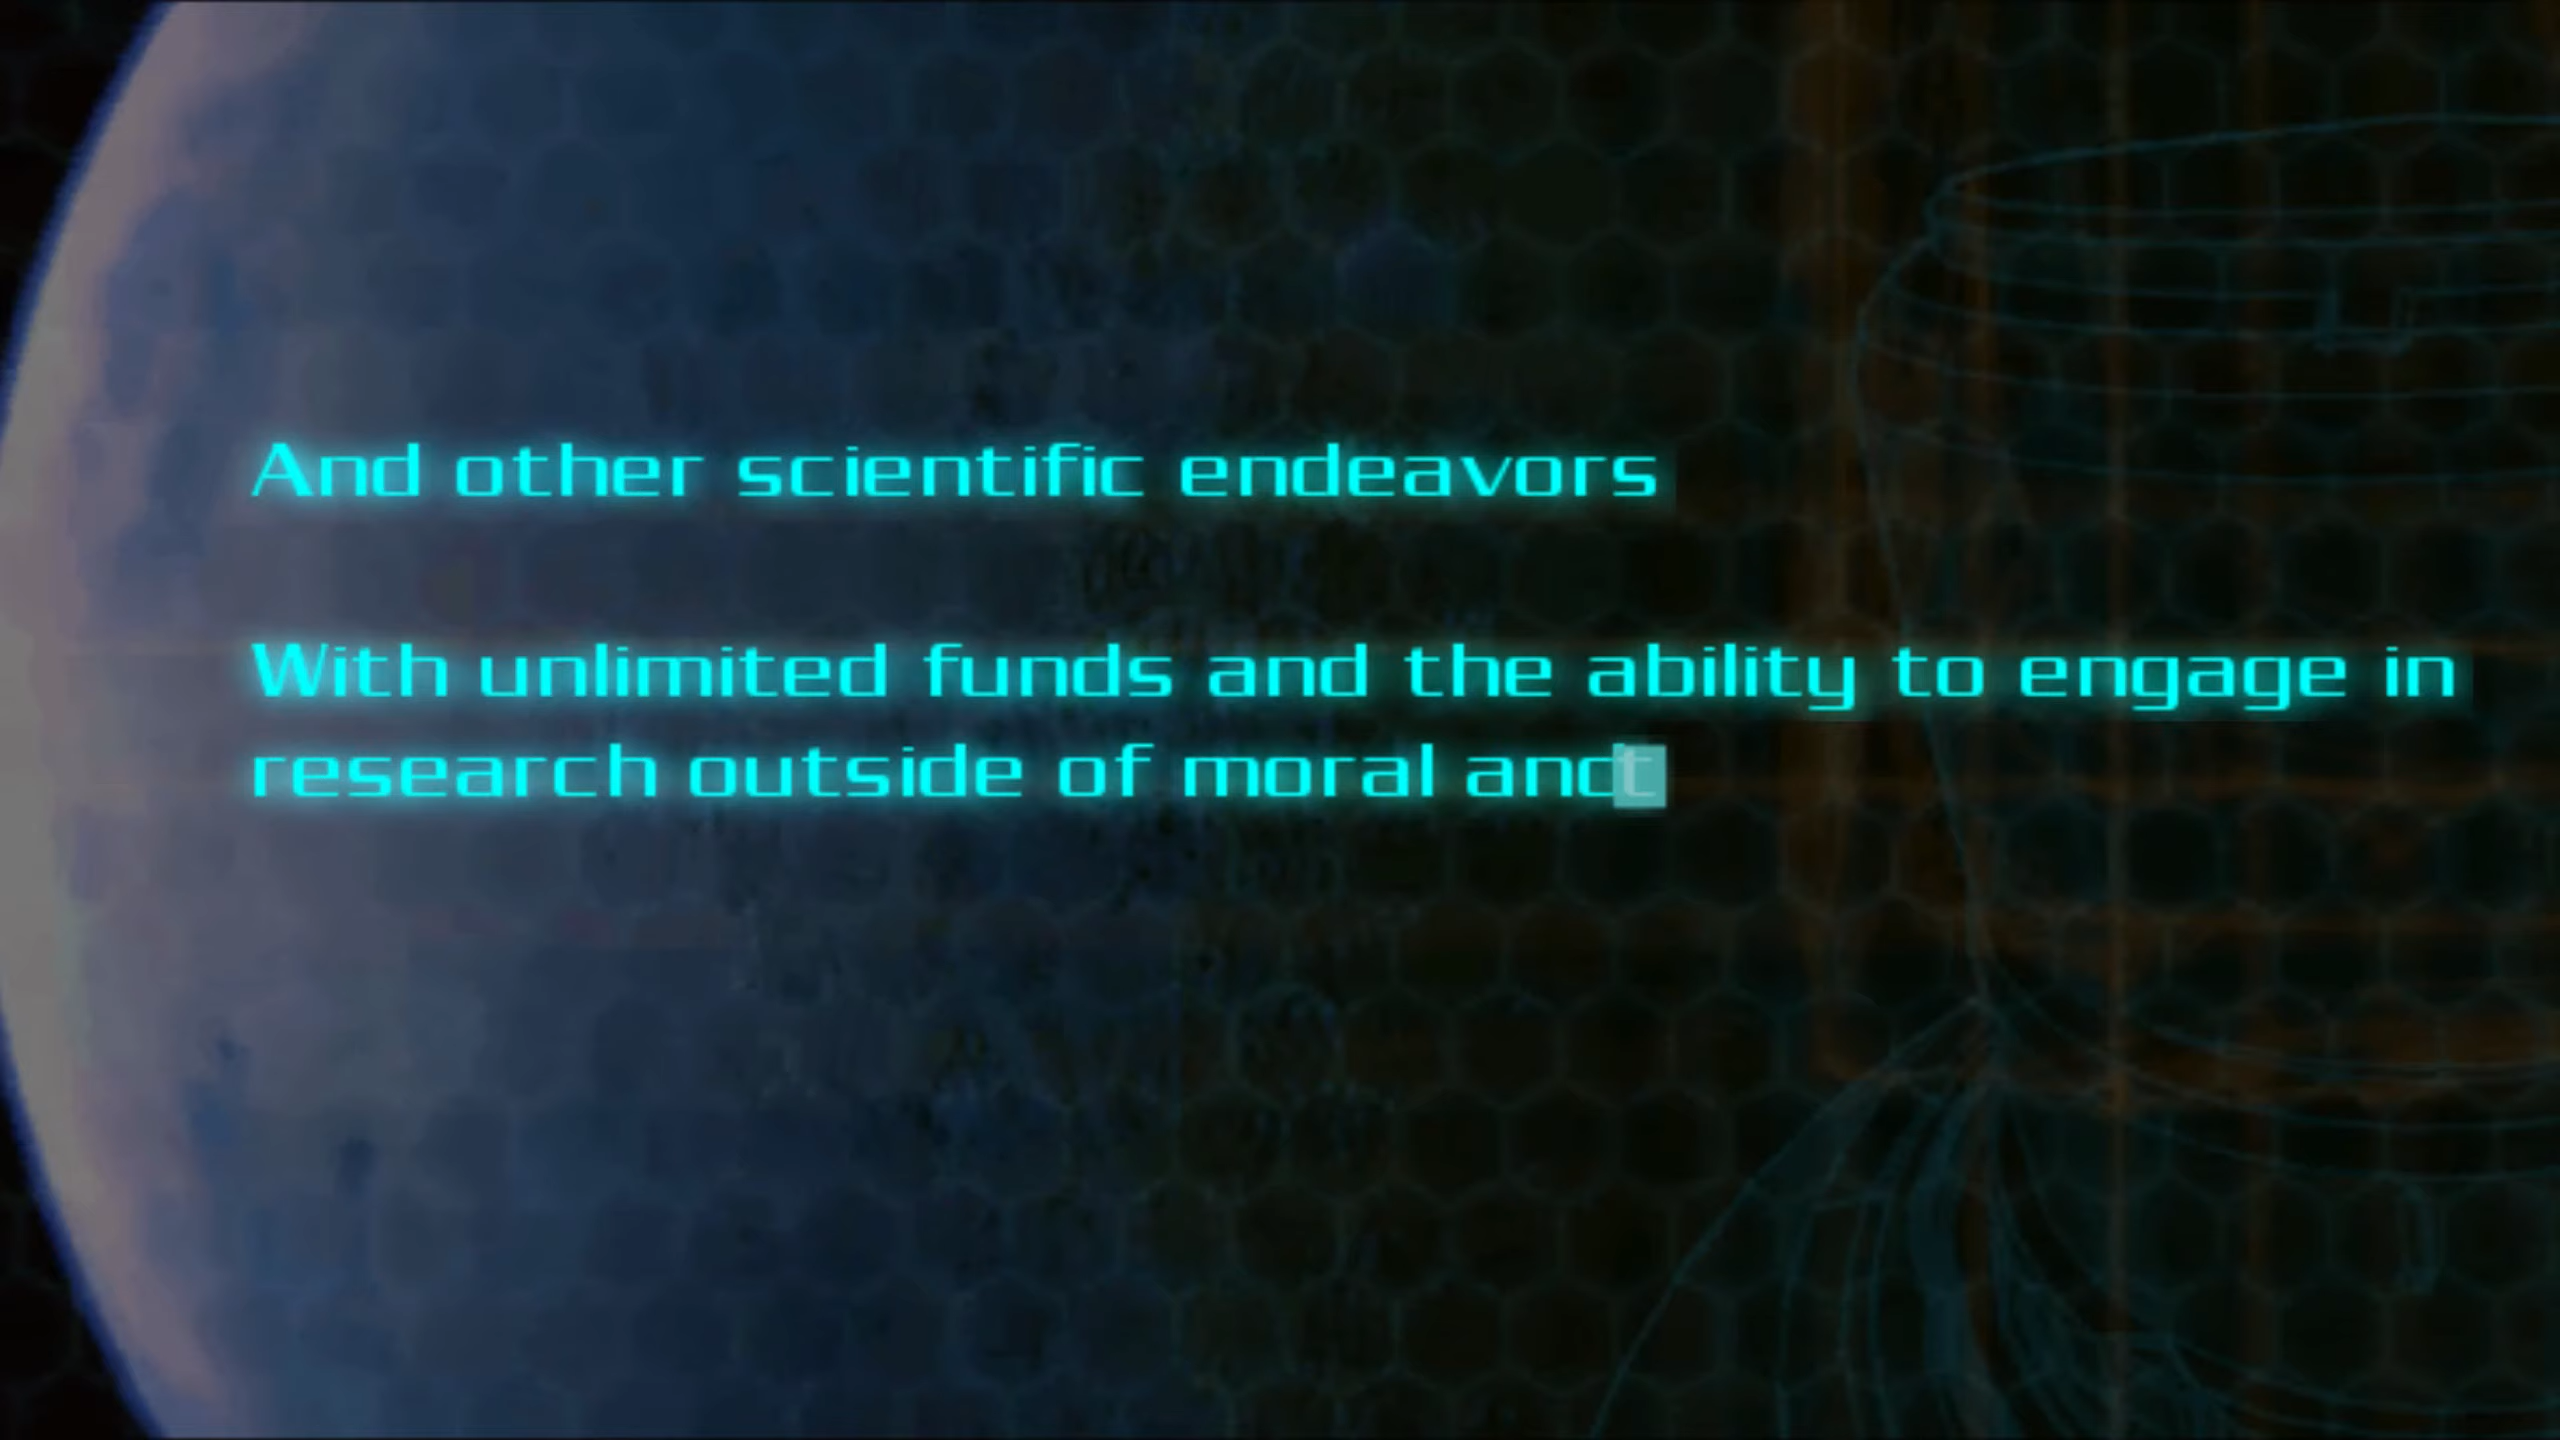 And other scientific endeavors
With unlimited funds and the ability to engage in
research outside of moral and